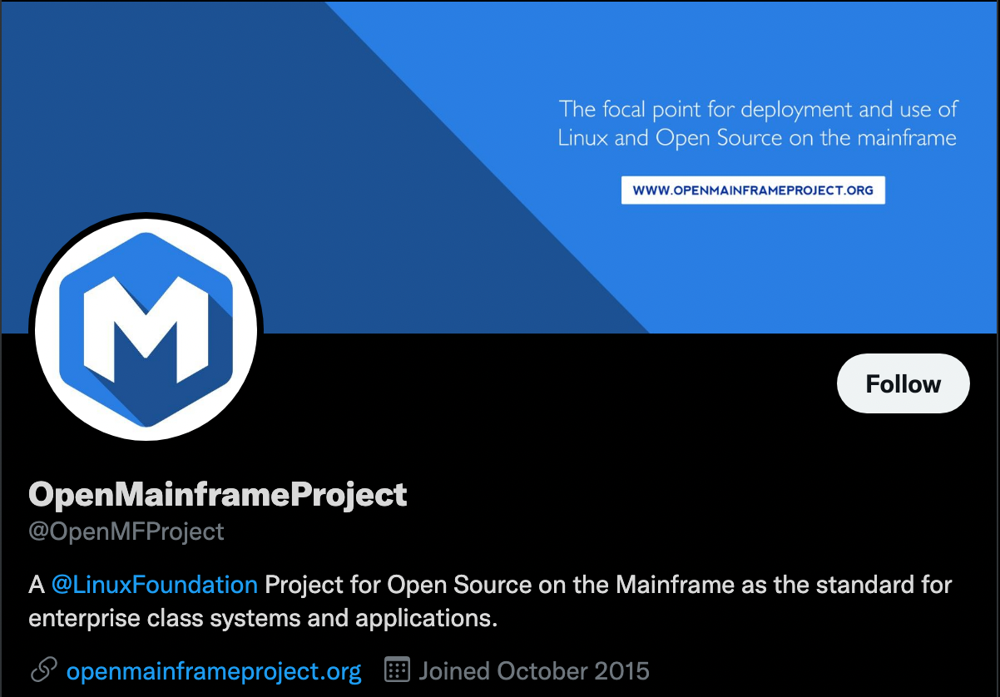 The focal point for deployment and use of
Linux and Open Source on the mainframe
WWW.OPENMAINFRAMEPROJECT.ORG
M
Follow
OpenMainframeProject
@OpenMFProject
A @LinuxFoundation Project for Open Source on the Mainframe as the standard for
enterprise class systems and applications.
openmainframeproject.org Joined October 2015